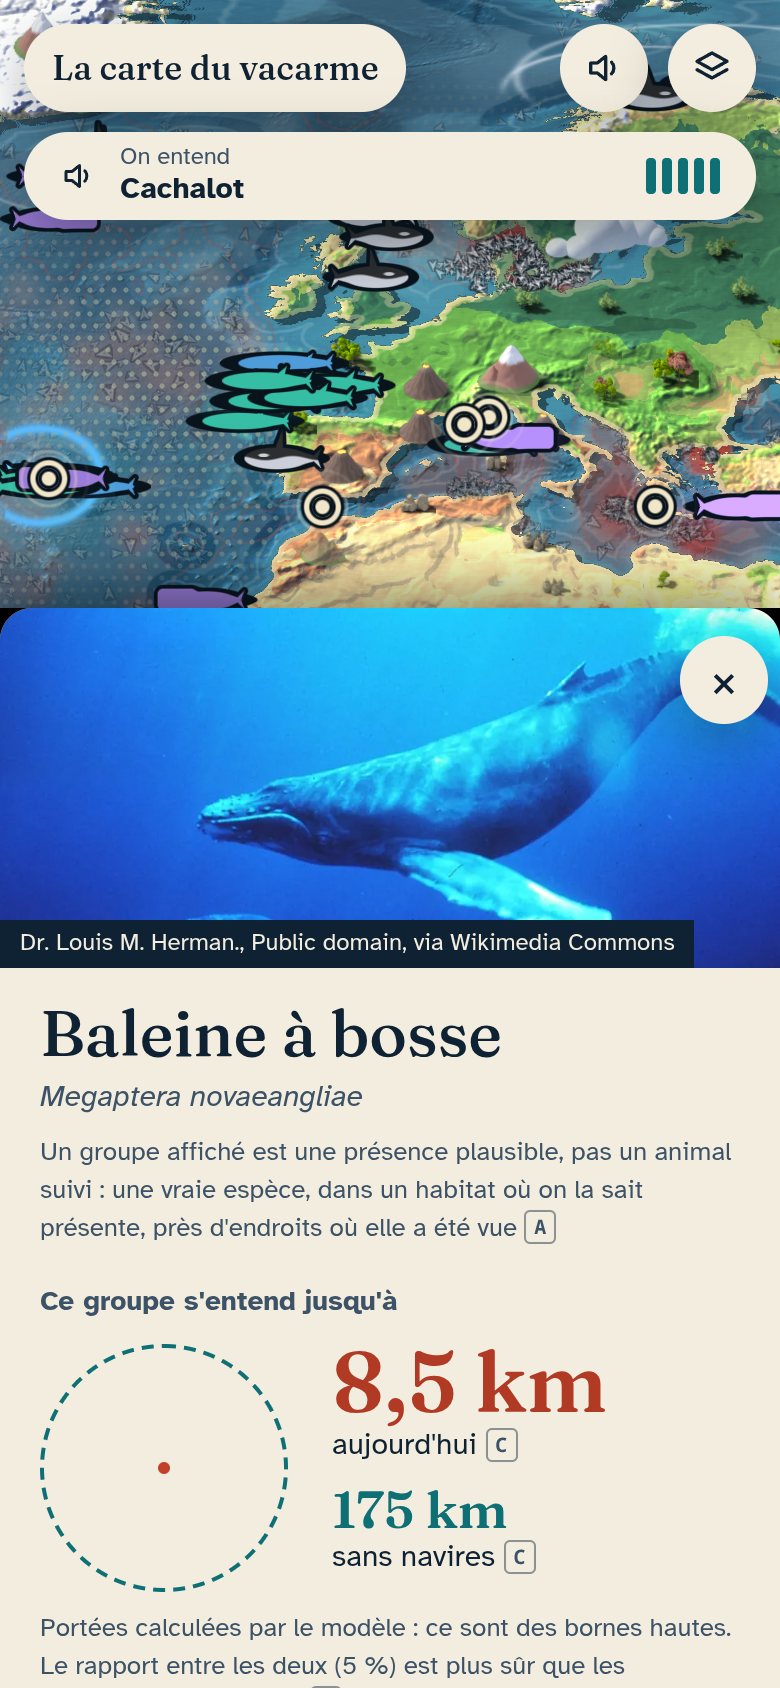 La carte du vacarme
On entend
Cachalot
Dr. Louis M. Herman., Public domain, via Wikimedia Commons
Baleine à bosse
Megaptera novaeangliae
Un groupe affiché est une présence plausible, pas un animal
suivi : une vraie espèce, dans un habitat où on la sait
présente, près d'endroits où elle a été vue A
Ce groupe s'entend jusqu'à
8,5 km
aujourd'hui C
175 km
sans navires C
Portées calculées par le modèle : ce sont des bornes hautes.
Le rapport entre les deux (5 %) est plus sûr que les